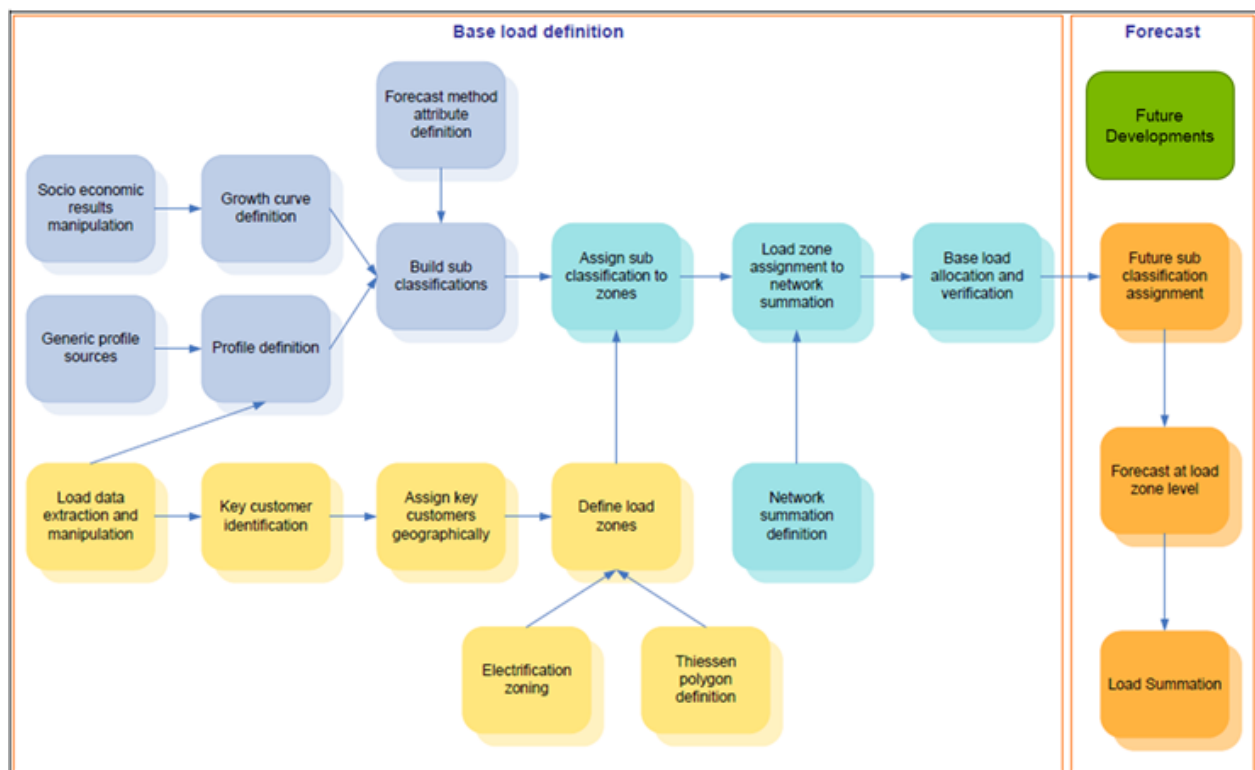 Base load definition
Forecast
Forecast method
attribute
definition
Future
Developments
Socio economic
results
manipulation
Growth curve
definition
Build sub
classifications
Assign sub
classification to
zones
Load zone
assignment to
network
summation
Base load
allocation and
verification
Future sub
classification
assignment
Generic profile
sources
Profile definition
Load data
extraction and
manipulation
Key customer
identification
Assign key
customers
geographically
Define load
zones
Network
summation
definition
Forecast at load
zone level
Electrification
zoning
Thiessen
polygon
definition
Load Summation